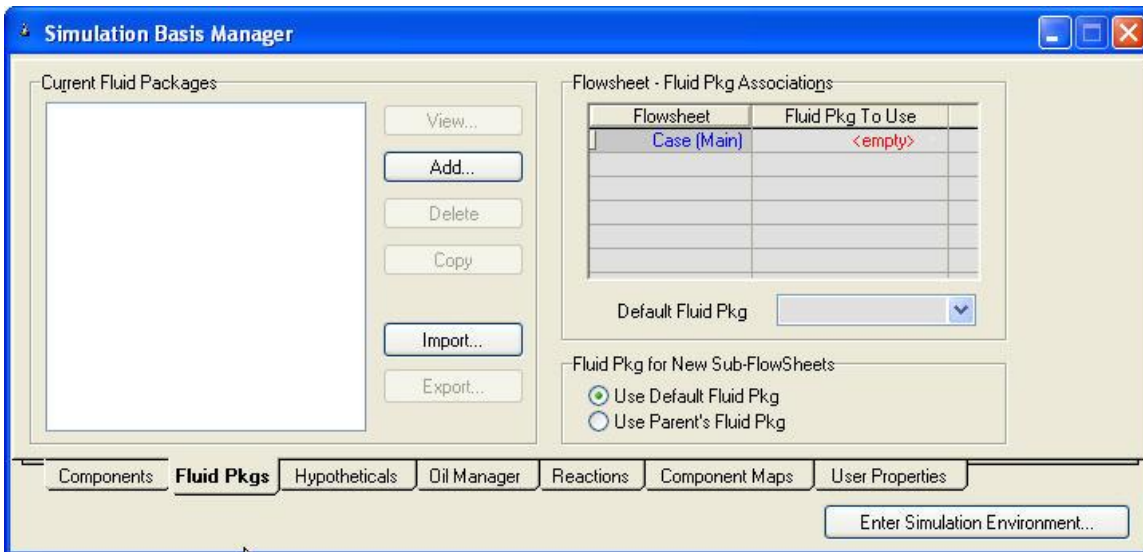 Simulation Basis Manager
Current Fluid Packages
View...
Add...
Delete
Copy
Import...
Export...
Flowsheet - Fluid Pkg Associations
Flowsheet Fluid Pkg To Use
Case (Main) <empty>
Default Fluid Pkg
Fluid Pkg for New Sub-FlowSheets
Use Default Fluid Pkg
Use Parent's Fluid Pkg
Components Fluid Pkgs Hypotheticals Oil Manager Reactions Component Maps User Properties
Enter Simulation Environment...